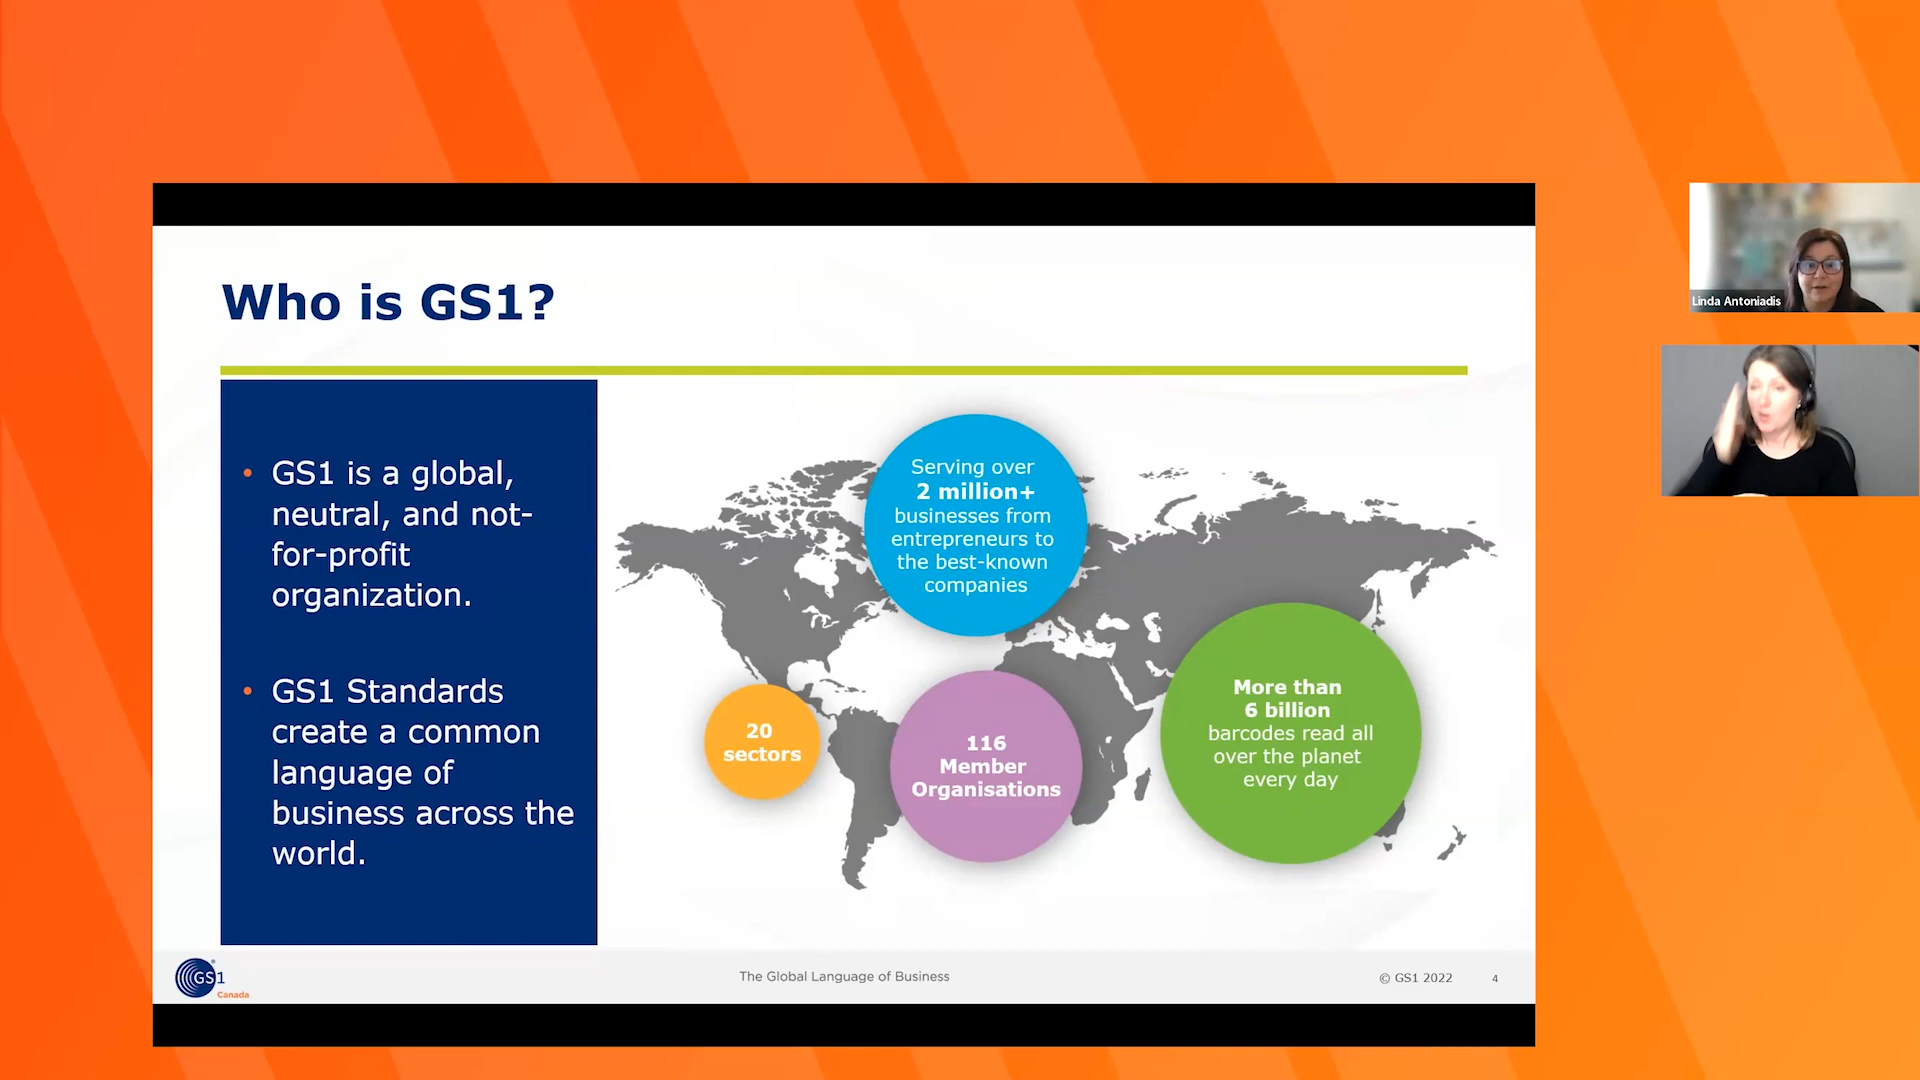 Who is GS1?
• GS1 is a global,
neutral, and not-
for-profit
organization.
• GS1 Standards
create a common
language of
business across the
world.
Serving over
2 million+
businesses from
entrepreneurs to
the best-known
companies
20
sectors
116
Member
Organisations
More than
6 billion
barcodes read all
over the planet
every day
GS1
®
Canada
The Global Language of Business
© GS1 2022
4
Linda Antoniadis